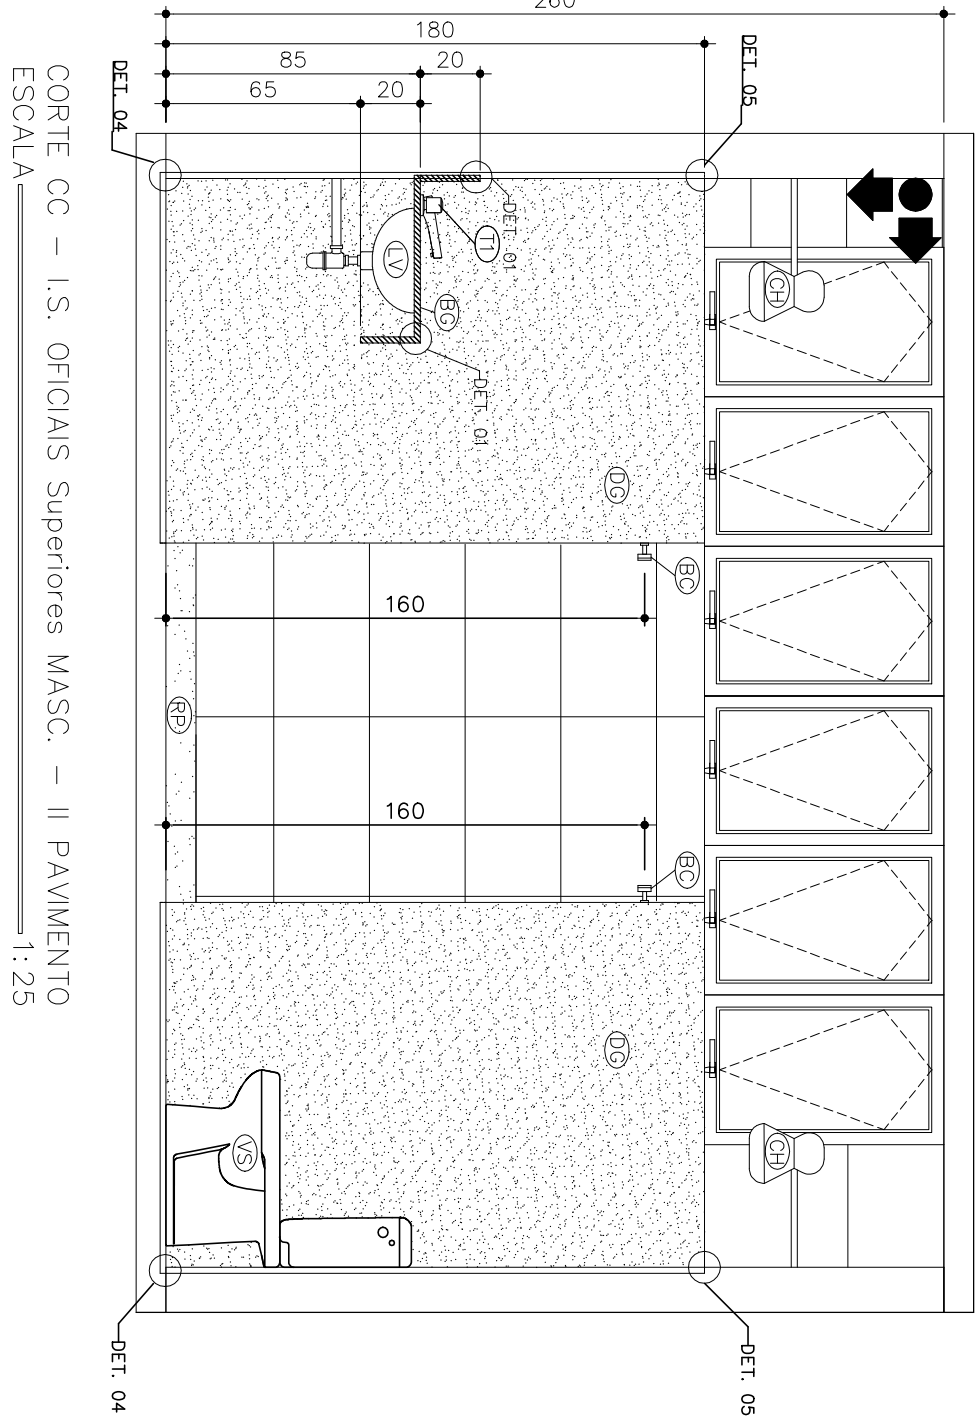 260
180
85
20
65
20
DET. 04
DET. 05
DET. 01
T1
LV
BG
DET. 01
CH
DG
BC
160
RP
160
BC
DG
VS
CH
DET. 04
DET. 05
CORTE CC - I.S. OFICIAIS Superiores MASC. - II PAVIMENTO
ESCALA 1:25